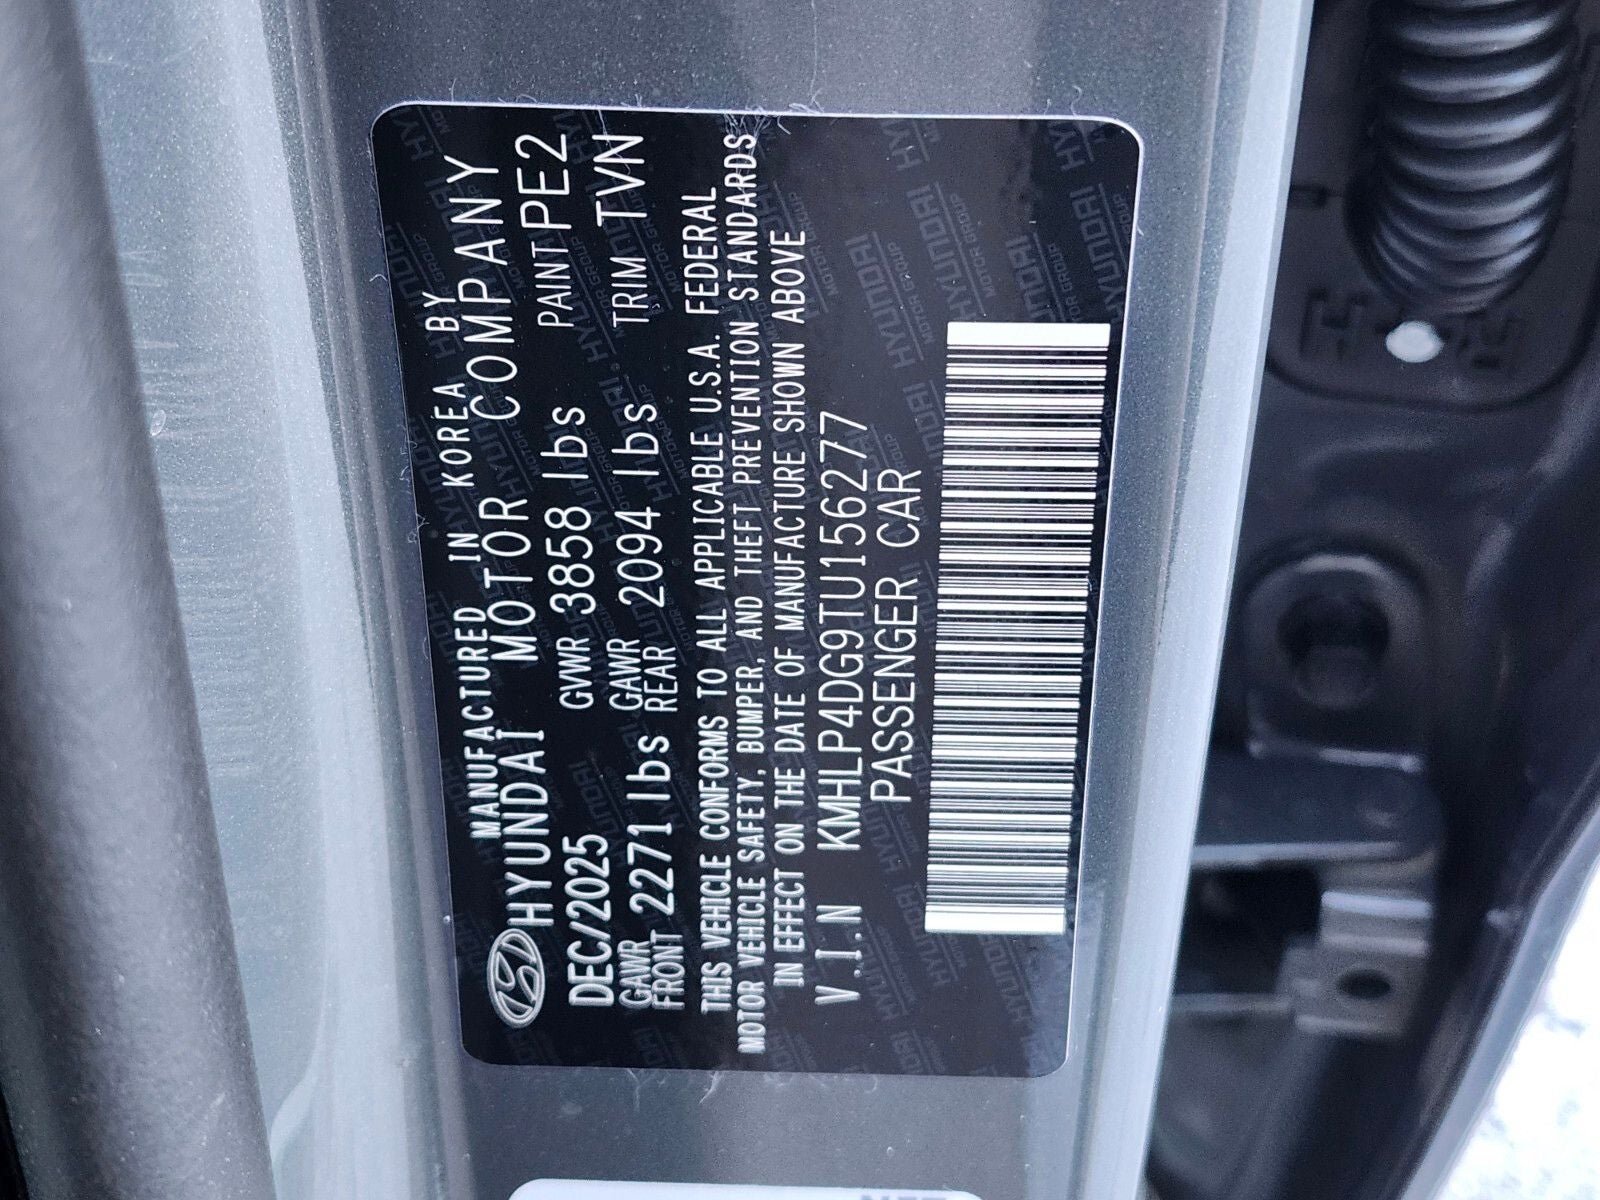 MANUFACTURED IN KOREA BY
HYUNDAI MOTOR COMPANY
DEC/2025 GVWR 3858 lbs PAINT PE2
GAWR FRONT 2271 lbs GAWR REAR 2094 lbs TRIM TVN
THIS VEHICLE CONFORMS TO ALL APPLICABLE U.S.A. FEDERAL
MOTOR VEHICLE SAFETY, BUMPER, AND THEFT PREVENTION STANDARDS
IN EFFECT ON THE DATE OF MANUFACTURE SHOWN ABOVE
V.I.N KMHLP4DG9TU156277
PASSENGER CAR